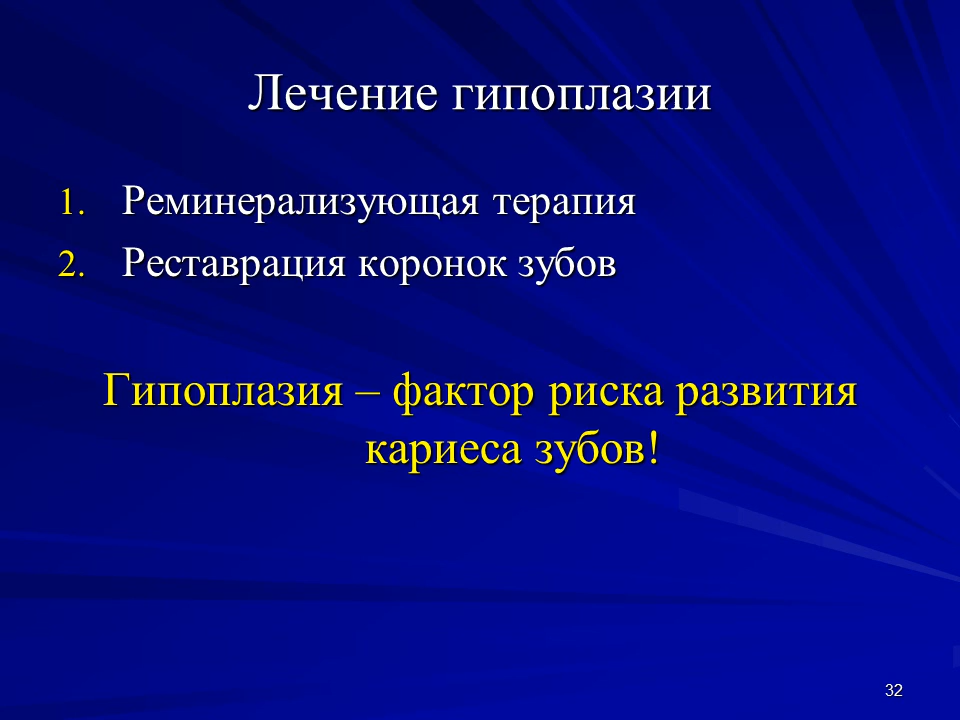 Лечение гипоплазии
1. Реминерализующая терапия
2. Реставрация коронок зубов
Гипоплазия – фактор риска развития
кариеса зубов!
32